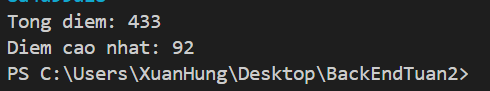 Tong diem: 433
Diem cao nhat: 92
PS C:\Users\XuanHung\Desktop\BackEndTuan2>